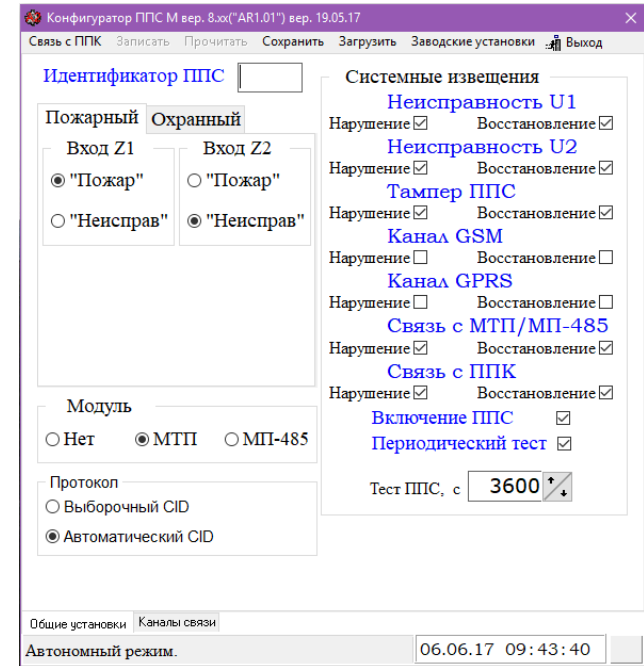 Конфигуратор ППС М вер. 8.xx("AR1.01") вер. 19.05.17
Связь с ППК Записать Прочитать Сохранить Загрузить Заводские установки Выход
Идентификатор ППС
Пожарный Охранный
Вход Z1
"Пожар"
"Неисправ"
Вход Z2
"Пожар"
"Неисправ"
Модуль
Нет МТП МП-485
Протокол
Выборочный CID
Автоматический CID
Системные извещения
Неисправность U1
Нарушение Восстановление
Неисправность U2
Нарушение Восстановление
Тампер ППС
Нарушение Восстановление
Канал GSM
Нарушение Восстановление
Канал GPRS
Нарушение Восстановление
Связь с МТП/МП-485
Нарушение Восстановление
Связь с ППК
Нарушение Восстановление
Включение ППС
Периодический тест
Тест ППС, с 3600
Общие установки Каналы связи
Автономный режим. 06.06.17 09:43:40